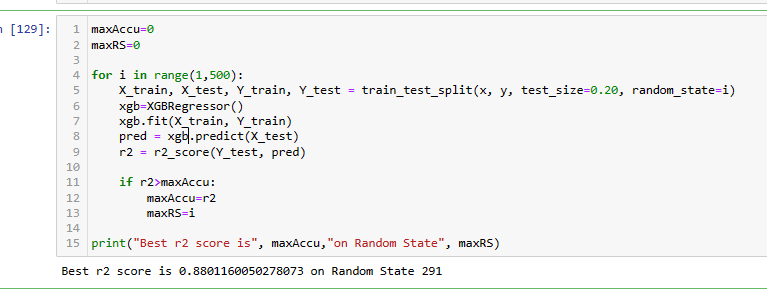 n [129]:
1 maxAccu=0
2 maxRS=0
3
4 for i in range(1,500):
5     X_train, X_test, Y_train, Y_test = train_test_split(x, y, test_size=0.20, random_state=i)
6     xgb=XGBRegressor()
7     xgb.fit(X_train, Y_train)
8     pred = xgb.predict(X_test)
9     r2 = r2_score(Y_test, pred)
10
11     if r2>maxAccu:
12         maxAccu=r2
13         maxRS=i
14
15 print("Best r2 score is", maxAccu,"on Random State", maxRS)
Best r2 score is 0.8801160050278073 on Random State 291